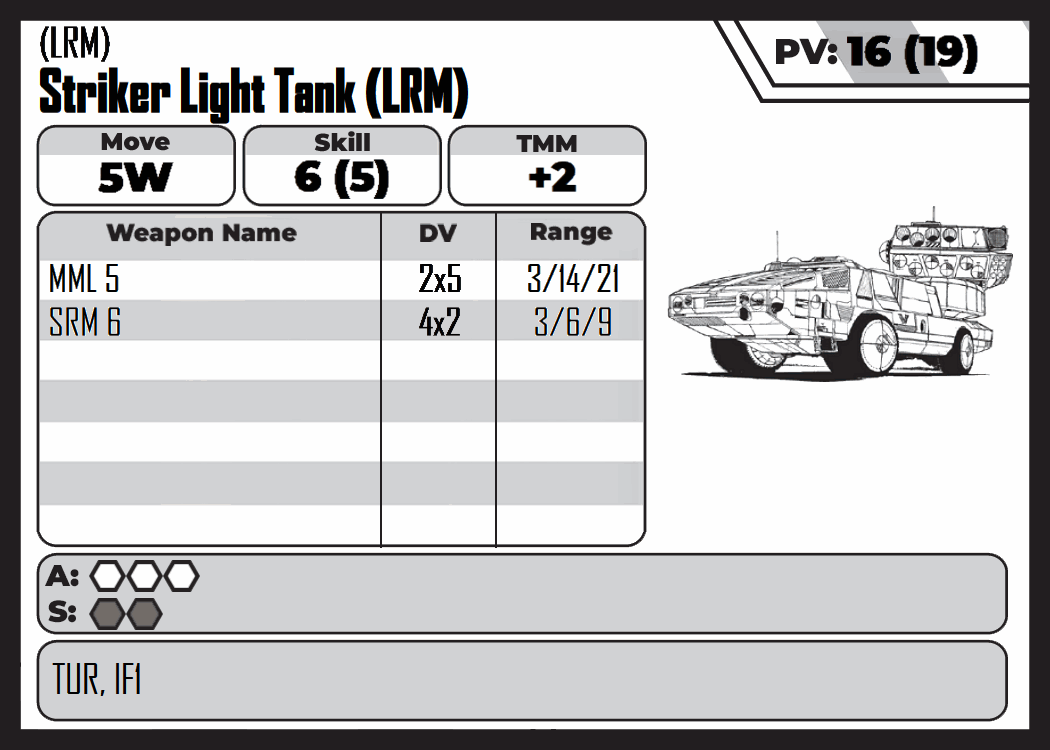 (LRM)
Striker Light Tank (LRM)
PV: 16 (19)
Move Skill TMM
5W 6 (5) +2
Weapon Name DV Range
MML 5 2x5 3/14/21
SRM 6 4x2 3/6/9
A:
S:
TUR, IF1